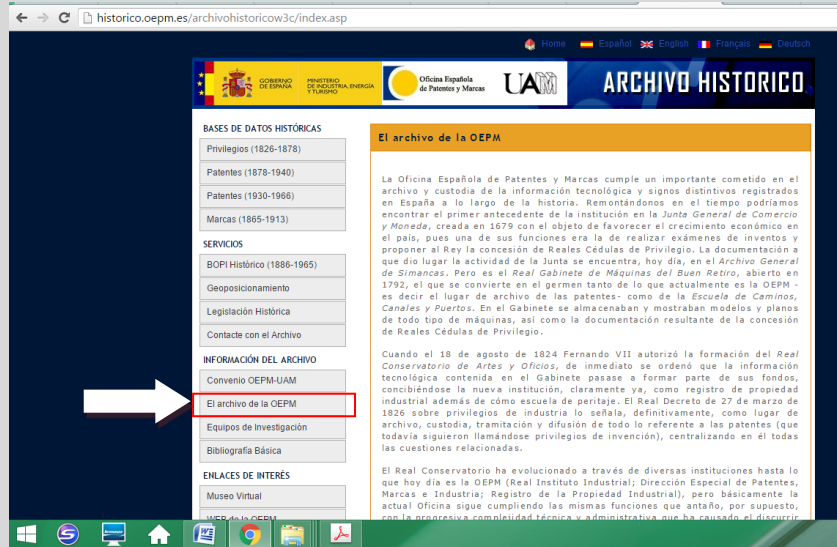 historico.oepm.es/archivohistoricow3c/index.asp
Home Español English Français Deutsch
GOBIERNO DE ESPAÑA
MINISTERIO DE INDUSTRIA, ENERGÍA Y TURISMO
Oficina Española de Patentes y Marcas
UAM
ARCHIVO HISTORICO
BASES DE DATOS HISTÓRICAS
Privilegios (1826-1878)
Patentes (1878-1940)
Patentes (1930-1966)
Marcas (1865-1913)
SERVICIOS
BOPI Histórico (1886-1965)
Geoposicionamiento
Legislación Histórica
Contacte con el Archivo
INFORMACIÓN DEL ARCHIVO
Convenio OEPM-UAM
El archivo de la OEPM
Equipos de Investigación
Bibliografía Básica
ENLACES DE INTERÉS
Museo Virtual
WEB de la OEPM
El archivo de la OEPM
La Oficina Española de Patentes y Marcas cumple un importante cometido en el
archivo y custodia de la información tecnológica y signos distintivos registrados
en España a lo largo de la historia. Remontándonos en el tiempo podríamos
encontrar el primer antecedente de la institución en la Junta General de Comercio
y Moneda, creada en 1679 con el objeto de favorecer el crecimiento económico en
el país, pues una de sus funciones era la de realizar exámenes de inventos y
proponer al Rey la concesión de Reales Cédulas de Privilegio. La documentación a
que dio lugar la actividad de la Junta se encuentra, hoy día, en el Archivo General
de Simancas. Pero es el Real Gabinete de Máquinas del Buen Retiro, abierto en
1792, el que se convierte en el germen tanto de lo que actualmente es la OEPM -
es decir el lugar de archivo de las patentes- como de la Escuela de Caminos,
Canales y Puertos. En el Gabinete se almacenaban y mostraban modelos y planos
de todo tipo de máquinas, así como la documentación resultante de la concesión
de Reales Cédulas de Privilegio.
Cuando el 18 de agosto de 1824 Fernando VII autorizó la formación del Real
Conservatorio de Artes y Oficios, de inmediato se ordenó que la información
tecnológica contenida en el Gabinete pasase a formar parte de sus fondos,
concibiéndose la nueva institución, claramente ya, como registro de propiedad
industrial además de cómo escuela de peritaje. El Real Decreto de 27 de marzo de
1826 sobre privilegios de industria lo señala, definitivamente, como lugar de
archivo, custodia, tramitación y difusión de todo lo referente a las patentes (que
todavía siguieron llamándose privilegios de invención), centralizando en él todas
las cuestiones relacionadas.
El Real Conservatorio ha evolucionado a través de diversas instituciones hasta lo
que hoy día es la OEPM (Real Instituto Industrial; Dirección Especial de Patentes,
Marcas e Industria; Registro de la Propiedad Industrial), pero básicamente la
actual Oficina sigue cumpliendo las mismas funciones que antaño, por supuesto,
con la progresiva complejidad técnica y administrativa que ha causado el discurrir